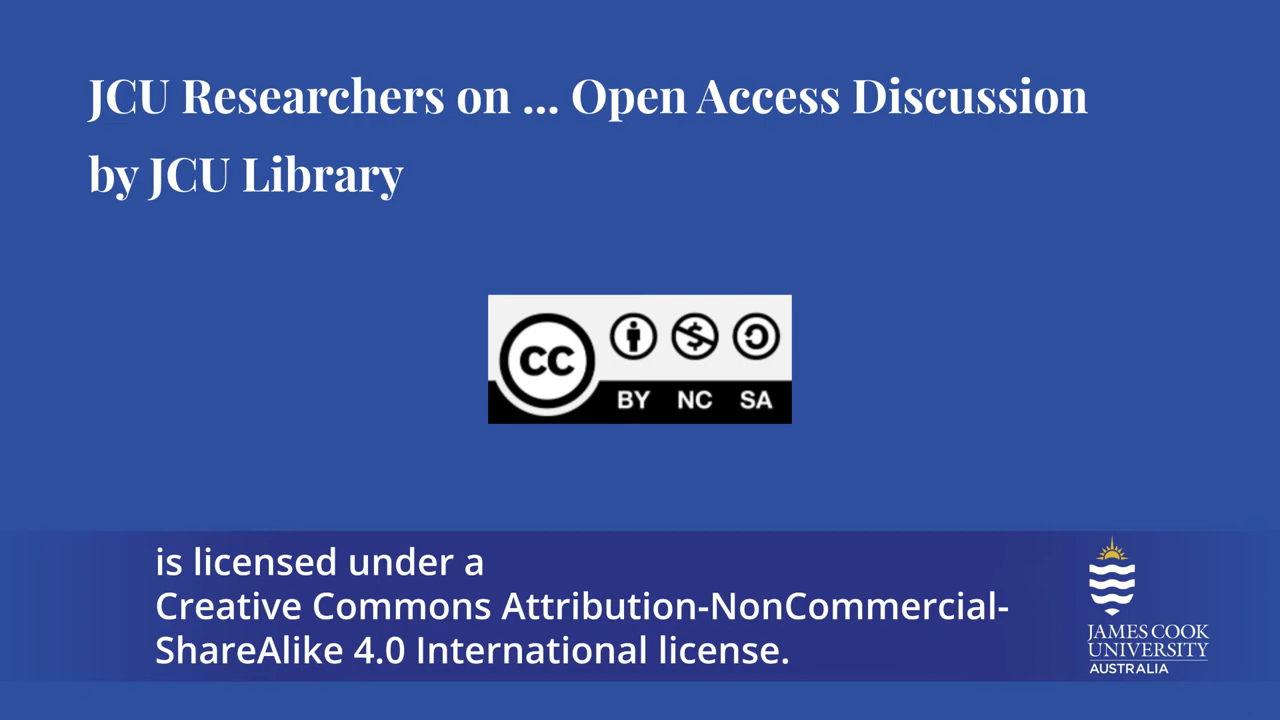 JCU Researchers on ... Open Access Discussion
by JCU Library
CC
BY NC SA
is licensed under a
Creative Commons Attribution-NonCommercial-
ShareAlike 4.0 International license.
JAMES COOK
UNIVERSITY
AUSTRALIA